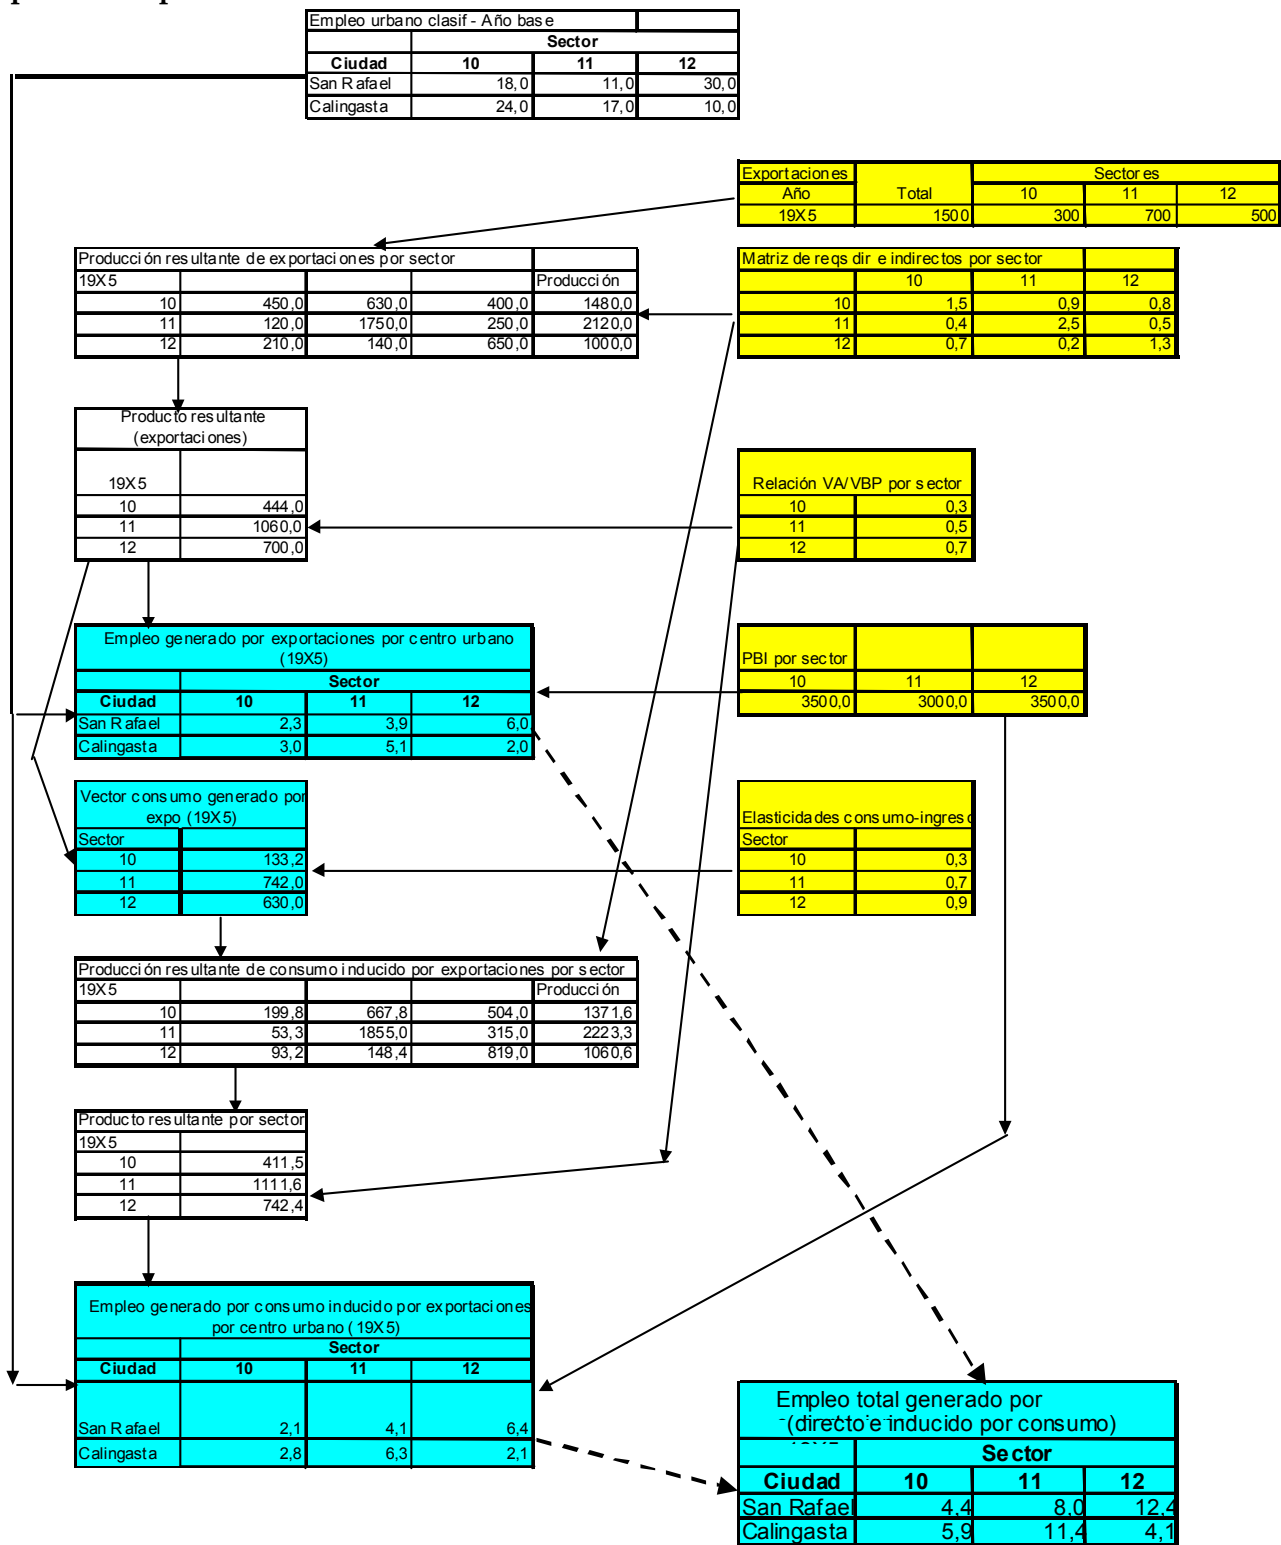 Empleo urbano clasif - Año base
Sector
Ciudad 10 11 12
San Rafael 18,0 11,0 30,0
Calingasta 24,0 17,0 10,0
Exportaciones Sectores
Año Total 10 11 12
19X5 1500 300 700 500
Producción resultante de exportaciones por sector
19X5 Producción
10 450,0 630,0 400,0 1480,0
11 120,0 1750,0 250,0 2120,0
12 210,0 140,0 650,0 1000,0
Matriz de reqs dir e indirectos por sector
10 11 12
10 1,5 0,9 0,8
11 0,4 2,5 0,5
12 0,7 0,2 1,3
Producto resultante
(exportaciones)
19X5
10 444,0
11 1060,0
12 700,0
Relación VA/VBP por sector
10 0,3
11 0,5
12 0,7
Empleo generado por exportaciones por centro urbano
(19X5)
Sector
Ciudad 10 11 12
San Rafael 2,3 3,9 6,0
Calingasta 3,0 5,1 2,0
PBI por sector
10 11 12
3500,0 3000,0 3500,0
Vector consumo generado por
expo (19X5)
Sector
10 133,2
11 742,0
12 630,0
Elasticidades consumo-ingreso
Sector
10 0,3
11 0,7
12 0,9
Producción resultante de consumo inducido por exportaciones por sector
19X5 Producción
10 199,8 667,8 504,0 1371,6
11 53,3 1855,0 315,0 2223,3
12 93,2 148,4 819,0 1060,6
Producto resultante por sector
19X5
10 411,5
11 1111,6
12 742,4
Empleo generado por consumo inducido por exportaciones
por centro urbano (19X5)
Sector
Ciudad 10 11 12
San Rafael 2,1 4,1 6,4
Calingasta 2,8 6,3 2,1
Empleo total generado por
(directo e inducido por consumo)
Sector
Ciudad 10 11 12
San Rafael 4,4 8,0 12,4
Calingasta 5,9 11,4 4,1